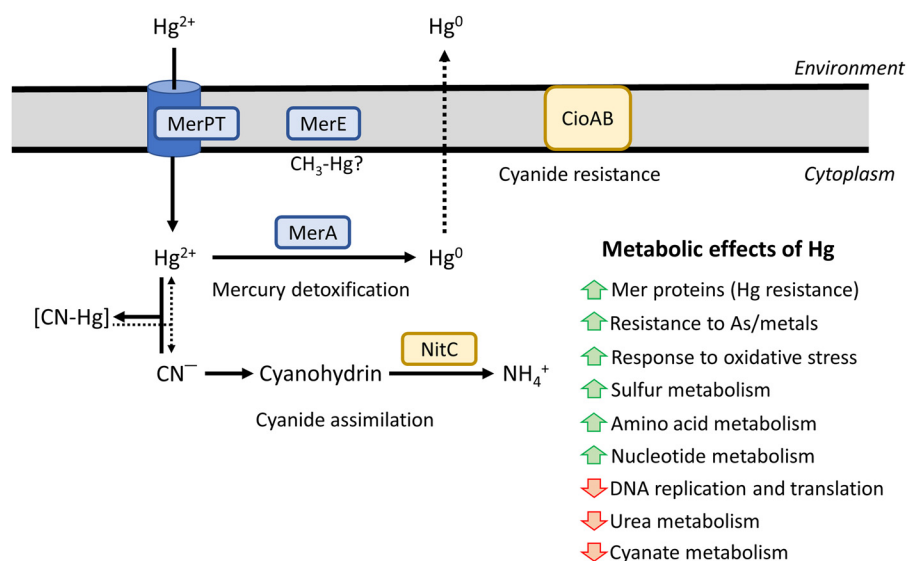 Hg²⁺
Hg⁰
Environment
MerPT
MerE
CioAB
CH₃-Hg?
Cyanide resistance
Cytoplasm
MerA
Hg²⁺
Hg⁰
Mercury detoxification
[CN-Hg]
NitC
CN⁻
Cyanohydrin
NH₄⁺
Cyanide assimilation
Metabolic effects of Hg
Mer proteins (Hg resistance)
Resistance to As/metals
Response to oxidative stress
Sulfur metabolism
Amino acid metabolism
Nucleotide metabolism
DNA replication and translation
Urea metabolism
Cyanate metabolism